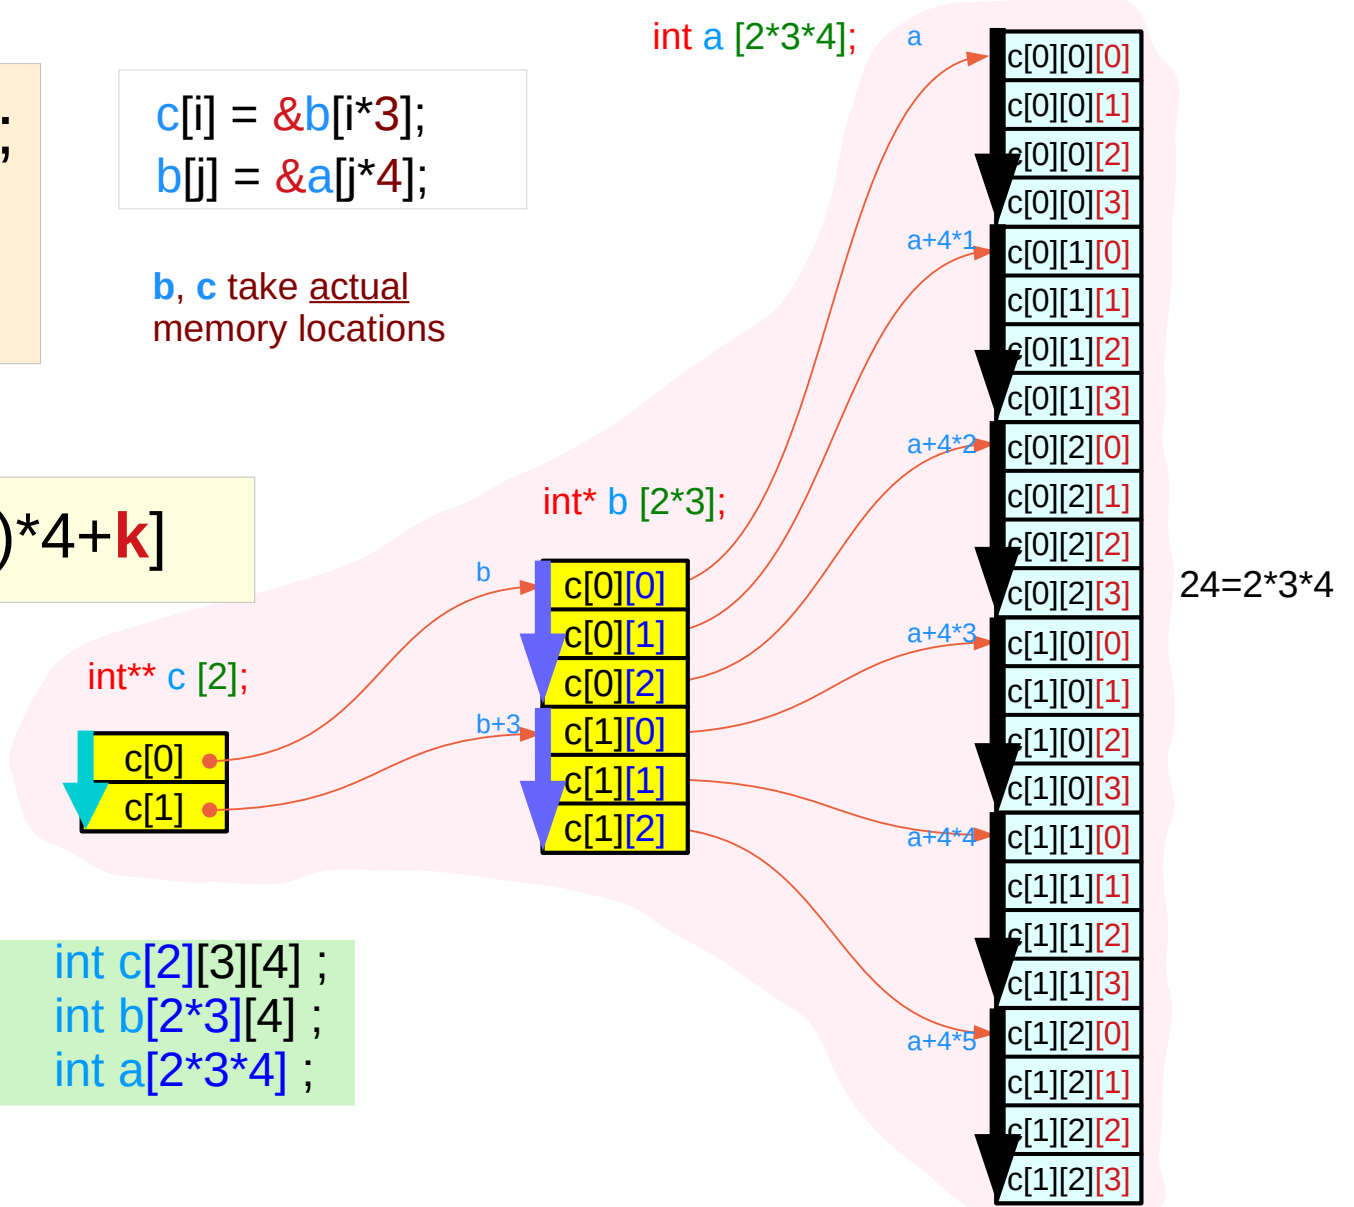 int a [2*3*4];
a
;
c[i] = &b[i*3];
b[j] = &a[j*4];
b, c take actual
memory locations
)*4+k]
int** c [2];
c[0]
c[1]
int* b [2*3];
b
b+3
c[0][0]
c[0][1]
c[0][2]
c[1][0]
c[1][1]
c[1][2]
a+4*1
a+4*2
a+4*3
a+4*4
a+4*5
c[0][0][0]
c[0][0][1]
c[0][0][2]
c[0][0][3]
c[0][1][0]
c[0][1][1]
c[0][1][2]
c[0][1][3]
c[0][2][0]
c[0][2][1]
c[0][2][2]
c[0][2][3]
c[1][0][0]
c[1][0][1]
c[1][0][2]
c[1][0][3]
c[1][1][0]
c[1][1][1]
c[1][1][2]
c[1][1][3]
c[1][2][0]
c[1][2][1]
c[1][2][2]
c[1][2][3]
24=2*3*4
int c[2][3][4] ;
int b[2*3][4] ;
int a[2*3*4] ;